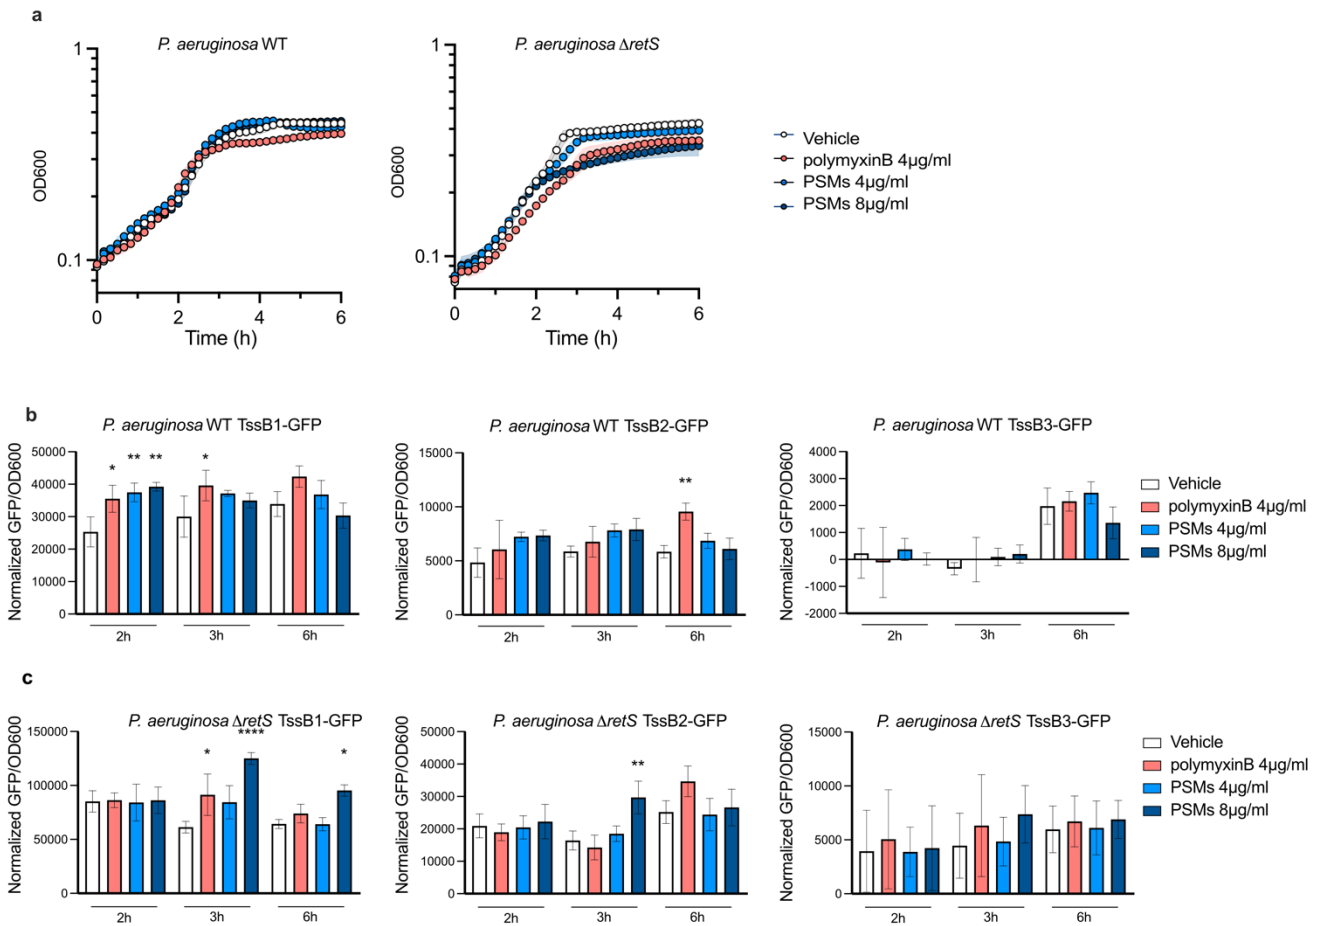 a
P. aeruginosa WT
P. aeruginosa ΔretS
1
0.1
OD600
0
2
4
6
Time (h)
1
0.1
OD600
0
2
4
6
Time (h)
Vehicle
polymyxinB 4µg/ml
PSMs 4µg/ml
PSMs 8µg/ml
b
P. aeruginosa WT TssB1-GFP
Normalized GFP/OD600
50000
40000
30000
20000
10000
0
*
**
**
*
2h
3h
6h
P. aeruginosa WT TssB2-GFP
Normalized GFP/OD600
15000
10000
5000
0
**
2h
3h
6h
P. aeruginosa WT TssB3-GFP
Normalized GFP/OD600
4000
3000
2000
1000
0
-1000
-2000
2h
3h
6h
Vehicle
polymyxinB 4µg/ml
PSMs 4µg/ml
PSMs 8µg/ml
c
P. aeruginosa ΔretS TssB1-GFP
Normalized GFP/OD600
150000
100000
50000
0
*
****
*
2h
3h
6h
P. aeruginosa ΔretS TssB2-GFP
Normalized GFP/OD600
50000
40000
30000
20000
10000
0
**
2h
3h
6h
P. aeruginosa ΔretS TssB3-GFP
Normalized GFP/OD600
15000
10000
5000
0
2h
3h
6h
Vehicle
polymyxinB 4µg/ml
PSMs 4µg/ml
PSMs 8µg/ml